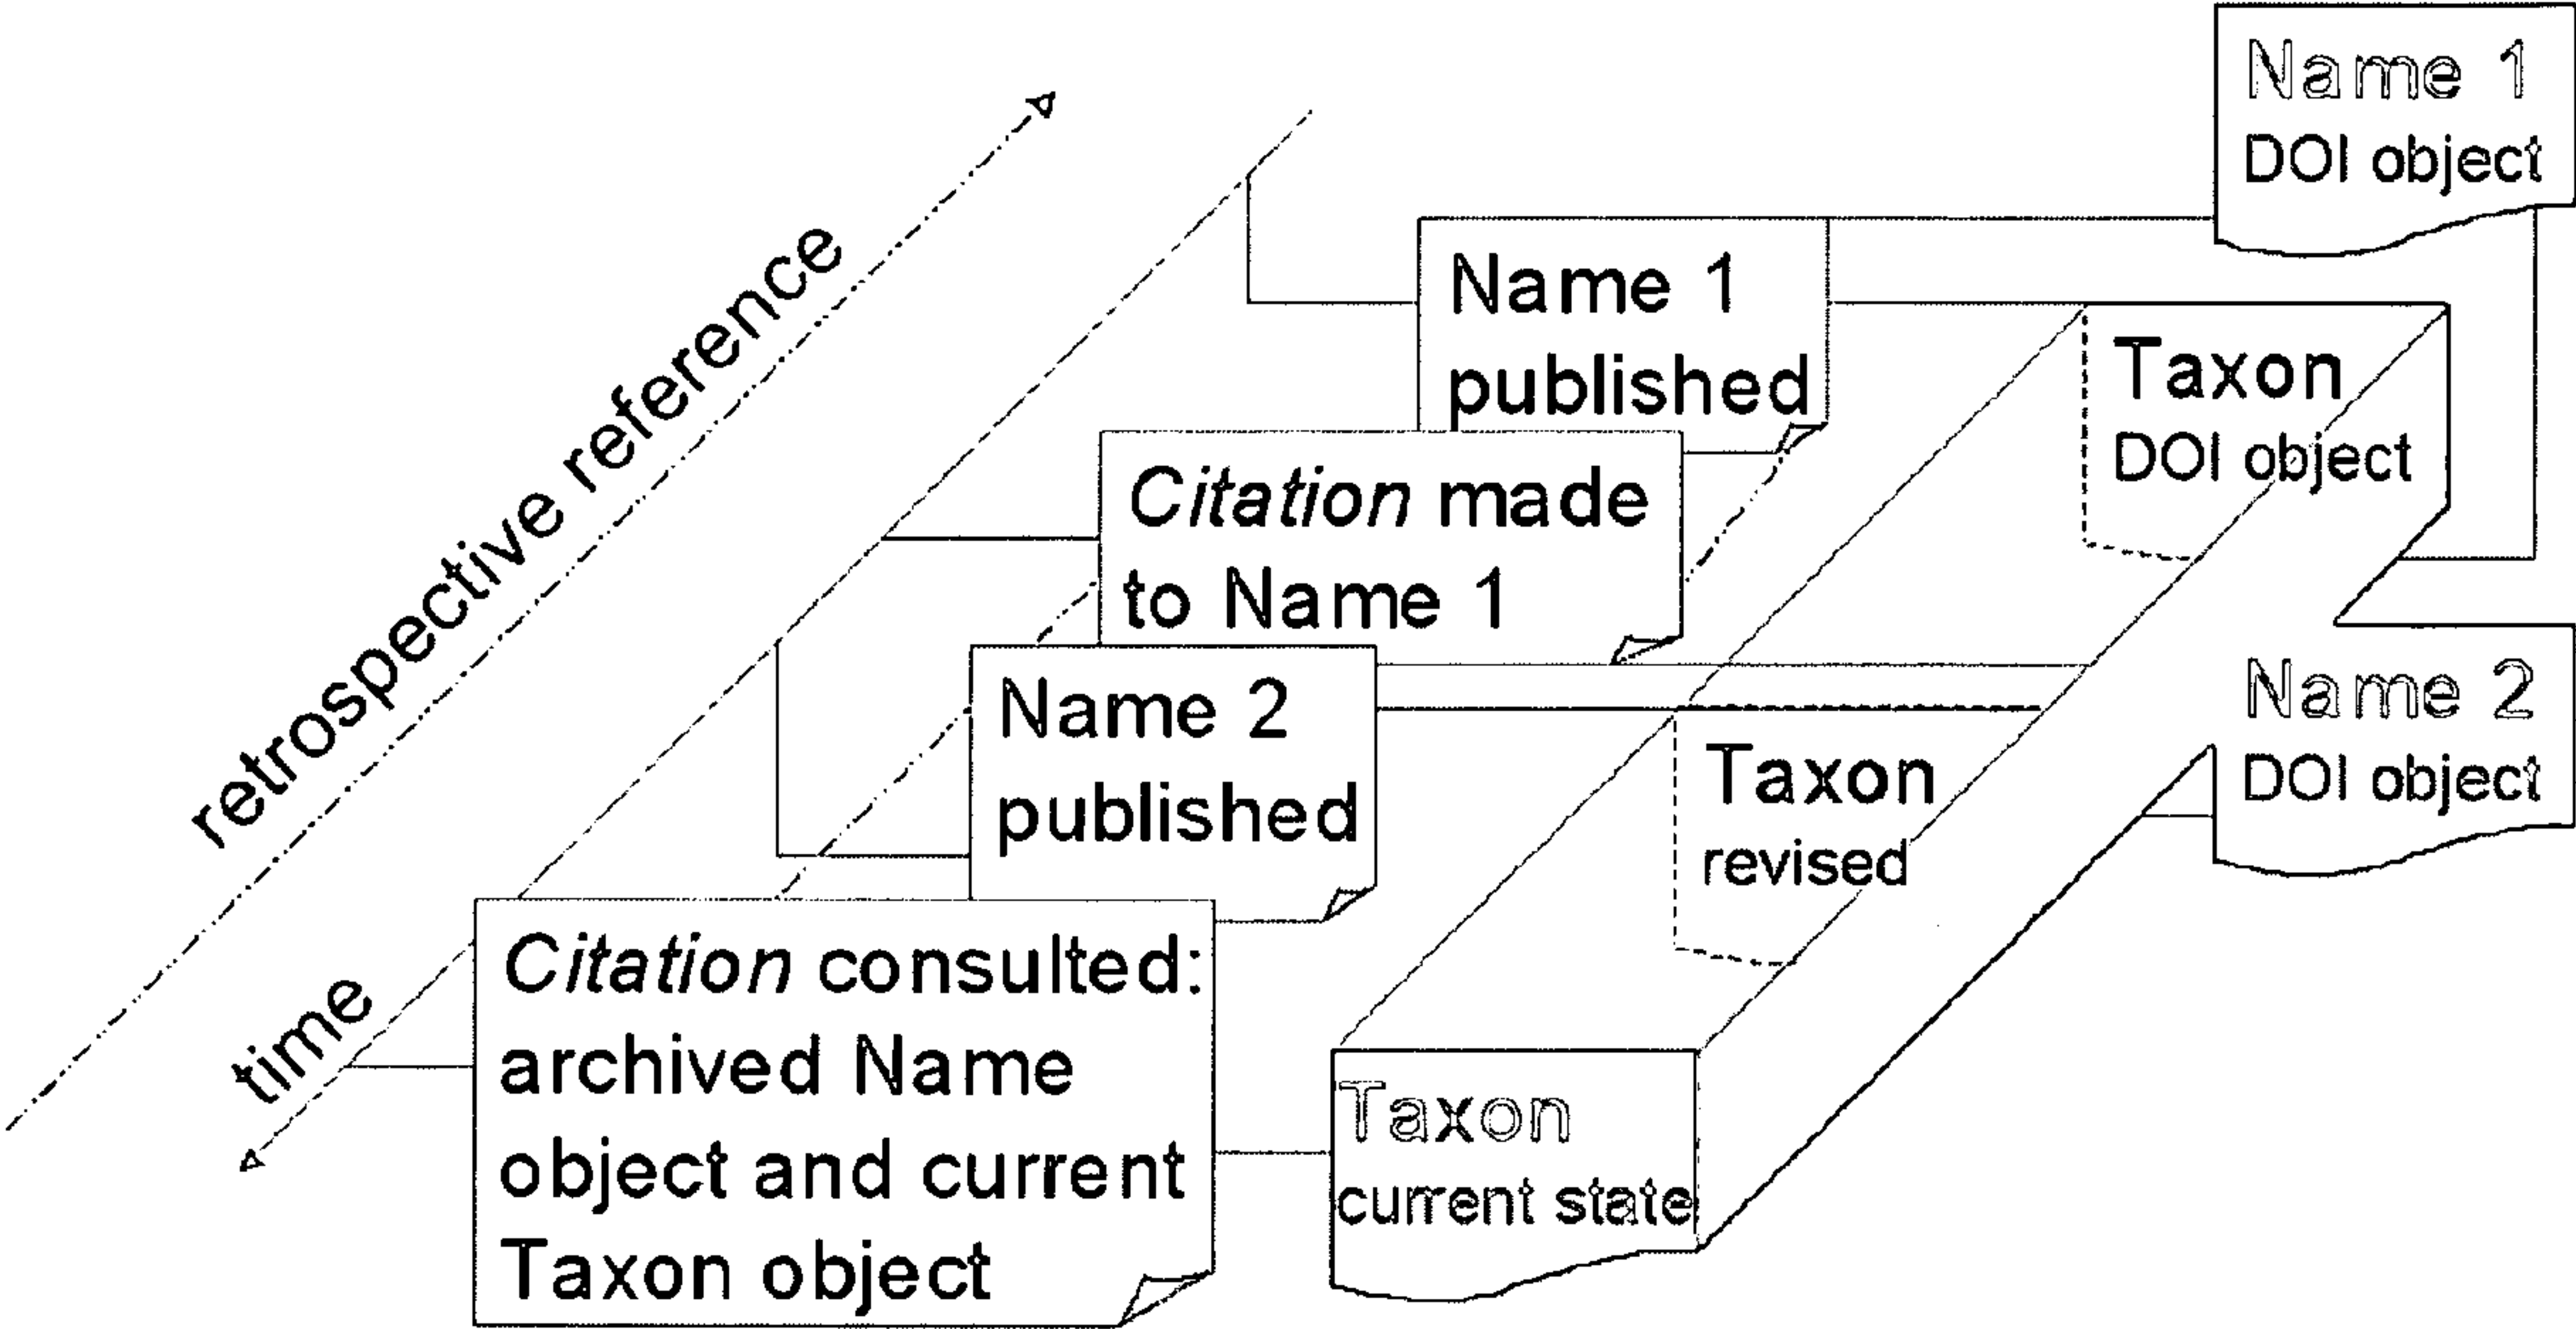 Name 1
DOI object
Name 1
published
Taxon
DOI object
retrospective reference
Citation made
to Name 1
Name 2
published
Name 2
DOI object
Taxon
revised
time
Citation consulted:
archived Name
object and current
Taxon object
Taxon
current state